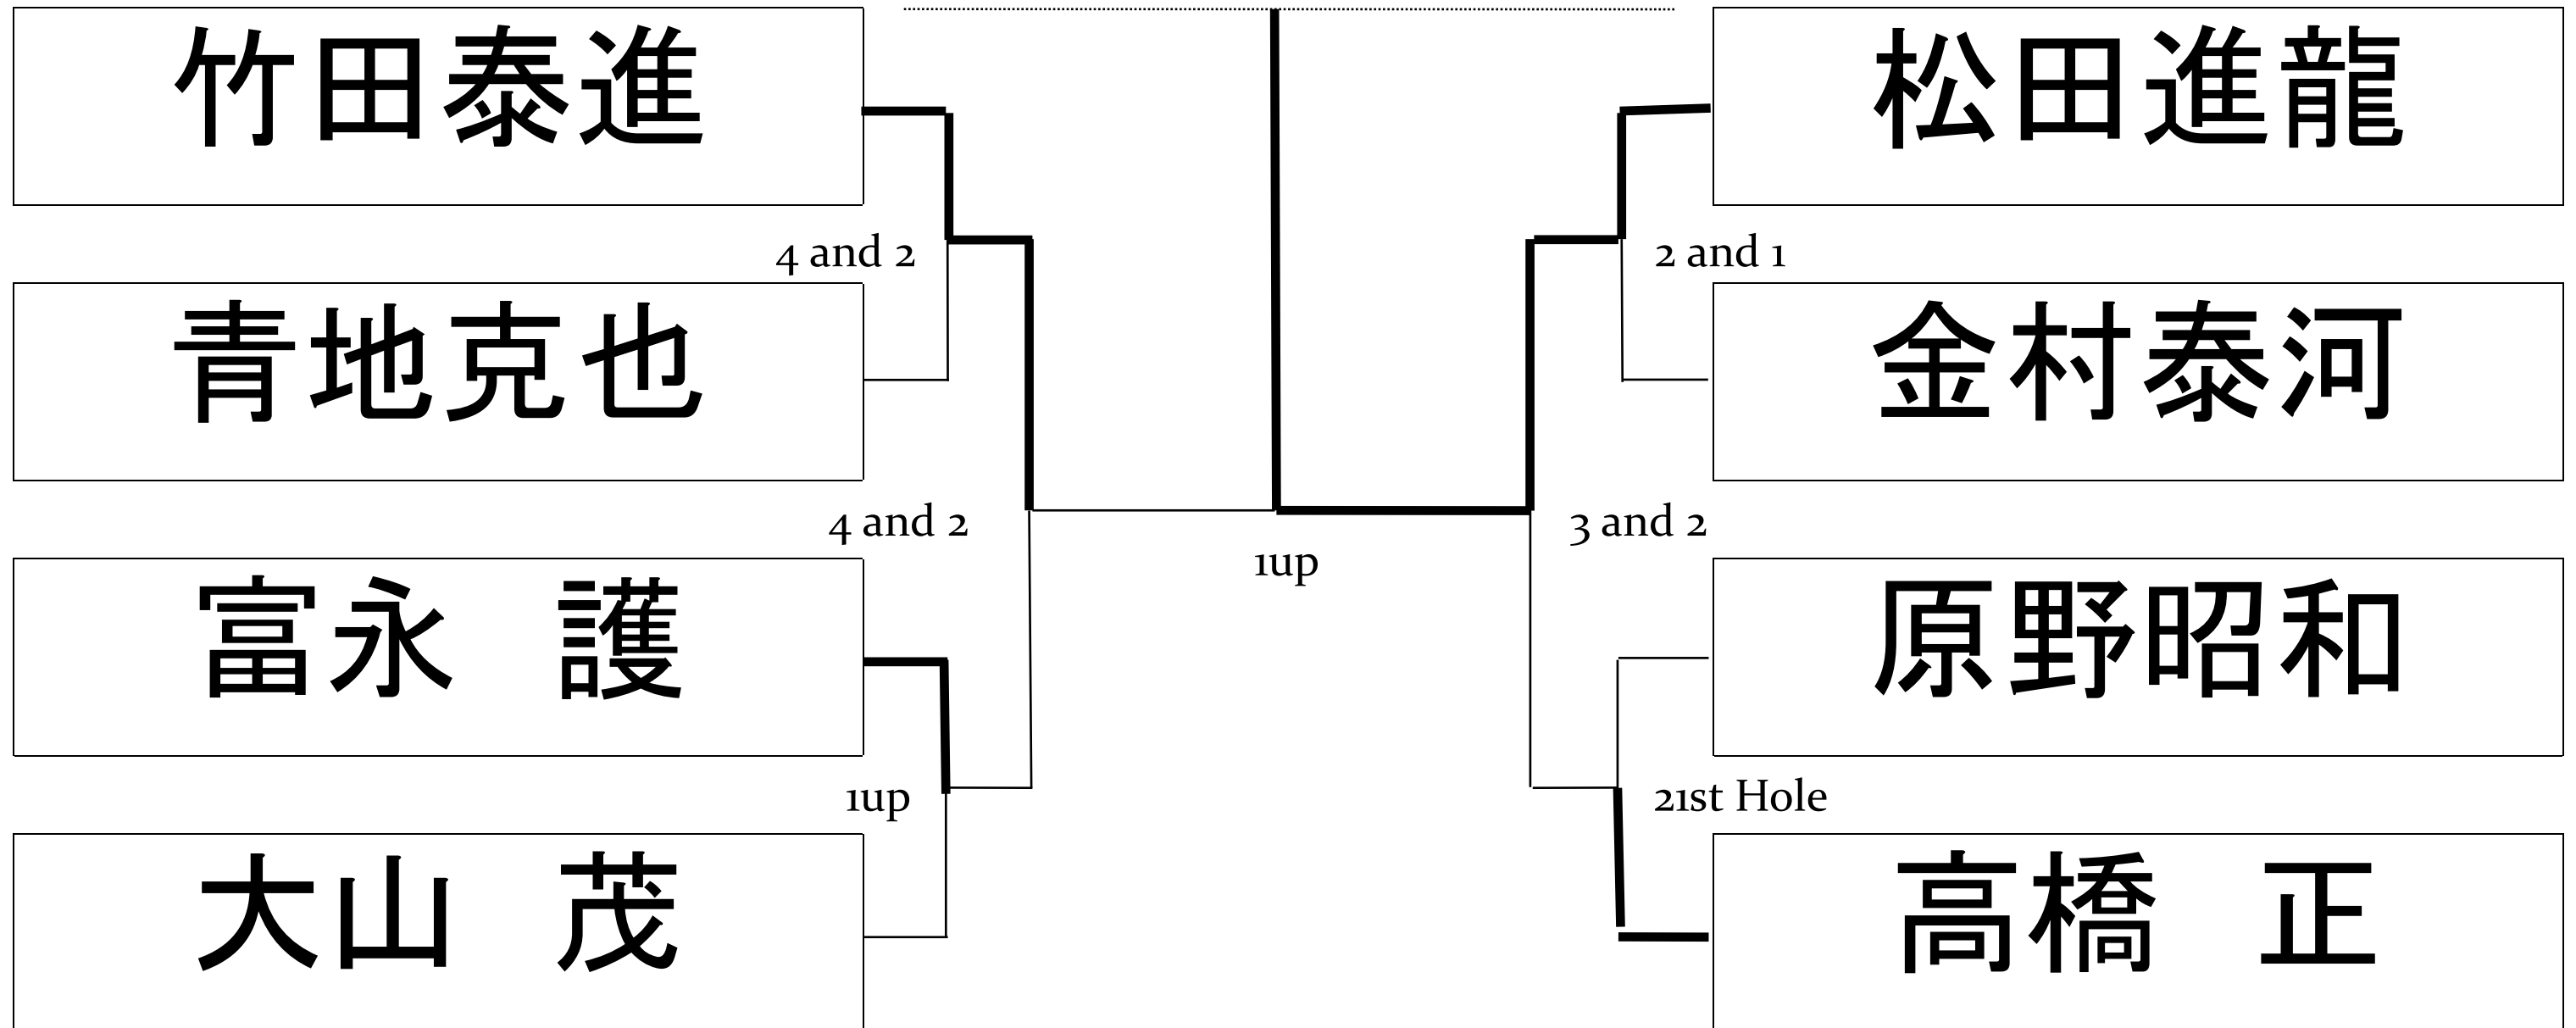 竹田泰進
松田進龍
4 and 2
2 and 1
青地克也
金村泰河
4 and 2
3 and 2
1up
富永 護
原野昭和
1up
21st Hole
大山 茂
高橋 正